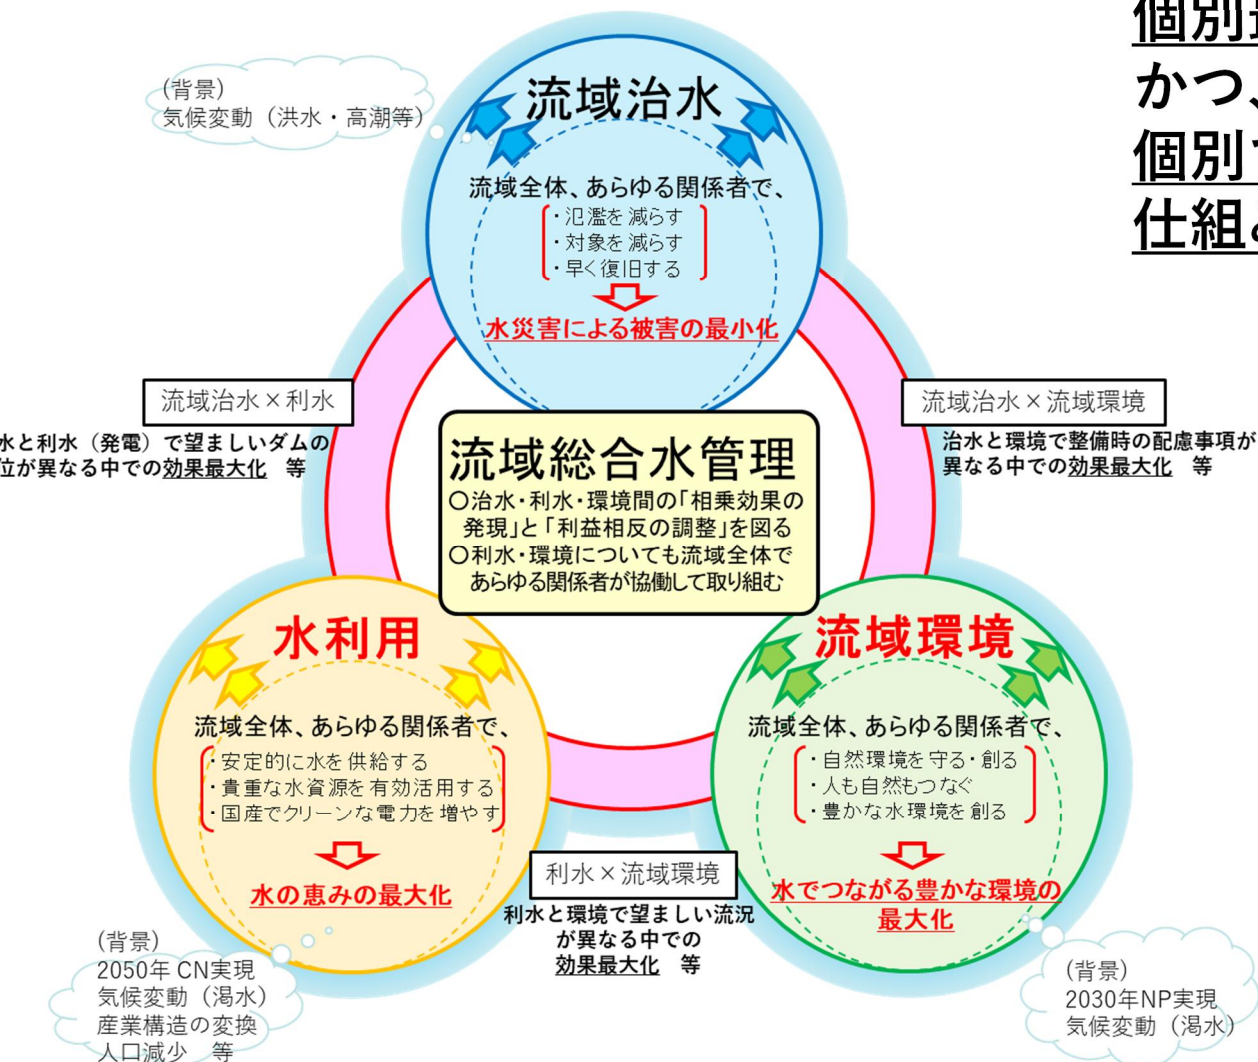 個別
かつ、
個別
仕組
(背景)
気候変動（洪水・高潮等）
流域治水
流域全体、あらゆる関係者で、
・氾濫を減らす
・対象を減らす
・早く復旧する
水災害による被害の最小化
流域治水×利水
水と利水（発電）で望ましいダムの
位が異なる中での効果最大化　等
流域治水×流域環境
治水と環境で整備時の配慮事項が
異なる中での効果最大化　等
流域総合水管理
○治水・利水・環境間の「相乗効果の
発現」と「利益相反の調整」を図る
○利水・環境についても流域全体で
あらゆる関係者が協働して取り組む
水利用
流域全体、あらゆる関係者で、
・安定的に水を供給する
・貴重な水資源を有効活用する
・国産でクリーンな電力を増やす
水の恵みの最大化
(背景)
2050年 CN実現
気候変動（渇水）
産業構造の変換
人口減少　等
利水×流域環境
利水と環境で望ましい流況
が異なる中での
効果最大化　等
流域環境
流域全体、あらゆる関係者で、
・自然環境を守る・創る
・人も自然もつなぐ
・豊かな水環境を創る
水でつながる豊かな環境の
最大化
(背景)
2030年NP実現
気候変動（渇水）